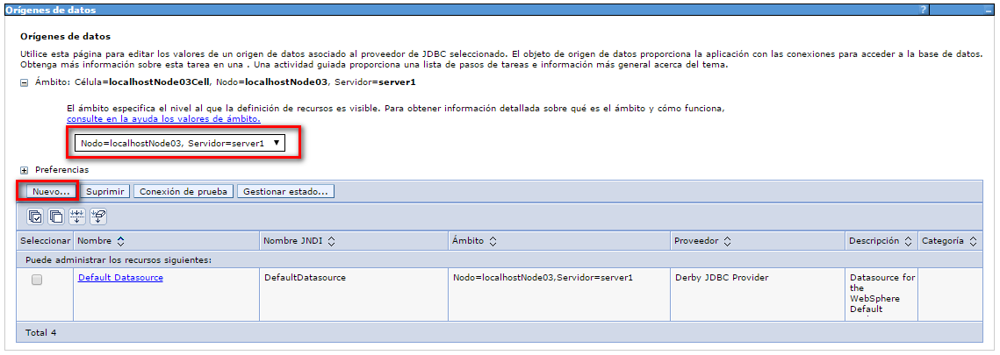 Orígenes de datos
? _
Orígenes de datos
Utilice esta página para editar los valores de un origen de datos asociado al proveedor de JDBC seleccionado. El objeto de origen de datos proporciona la aplicación con las conexiones para acceder a la base de datos.
Obtenga más información sobre esta tarea en una . Una actividad guiada proporciona una lista de pasos de tareas e información más general acerca del tema.
Ámbito: Célula=localhostNode03Cell, Nodo=localhostNode03, Servidor=server1
El ámbito especifica el nivel al que la definición de recursos es visible. Para obtener información detallada sobre qué es el ámbito y cómo funciona,
consulte en la ayuda los valores de ámbito.
Nodo=localhostNode03, Servidor=server1
Preferencias
Nuevo... Suprimir Conexión de prueba Gestionar estado...
Seleccionar Nombre Nombre JNDI Ámbito Proveedor Descripción Categoría
Puede administrar los recursos siguientes:
Default Datasource DefaultDatasource Nodo=localhostNode03,Servidor=server1 Derby JDBC Provider Datasource for
the
WebSphere
Default
Total 4